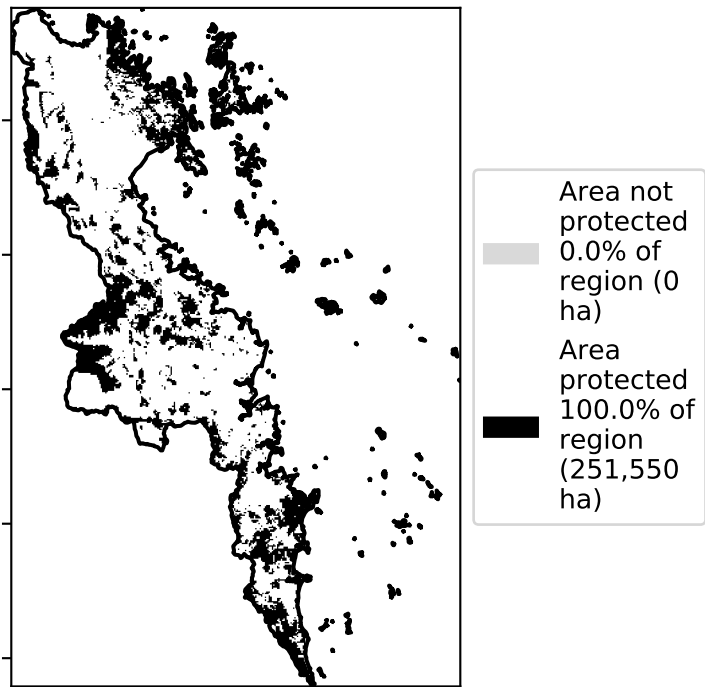 Area not
protected
0.0% of
region (0
ha)
Area
protected
100.0% of
region
(251,550
ha)